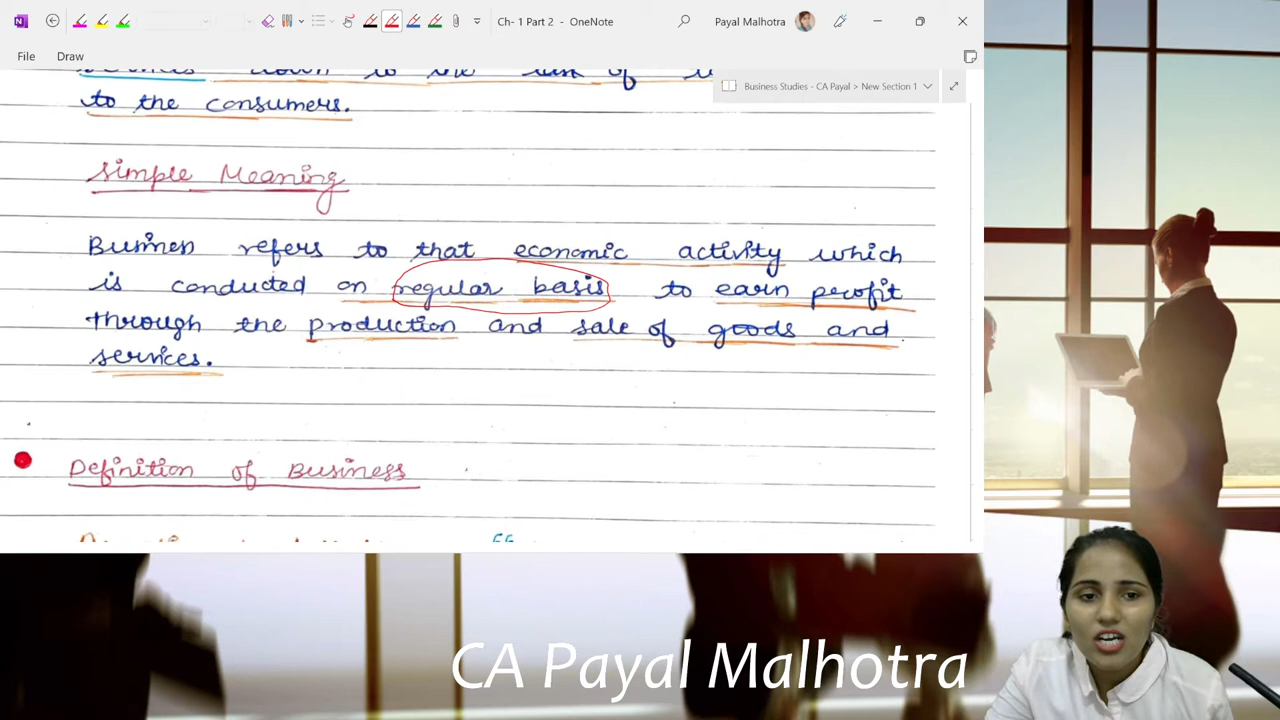 Ch- 1 Part 2 - OneNote
Payal Malhotra
File
Draw
Business Studies - CA Payal > New Section 1
to the consumers.
Simple Meaning
Business refers to that economic activity which
is conducted on regular basis to earn profit
through the production and sale of goods and
services.
Definition of Business
CA Payal Malhotra